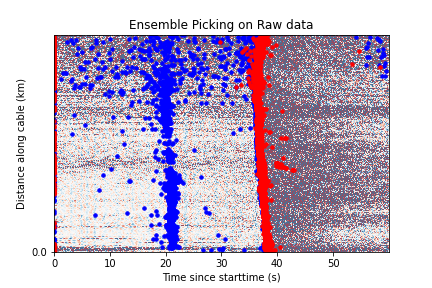 Ensemble Picking on Raw data
Distance along cable (km)
0.0
0 10 20 30 40 50
Time since starttime (s)